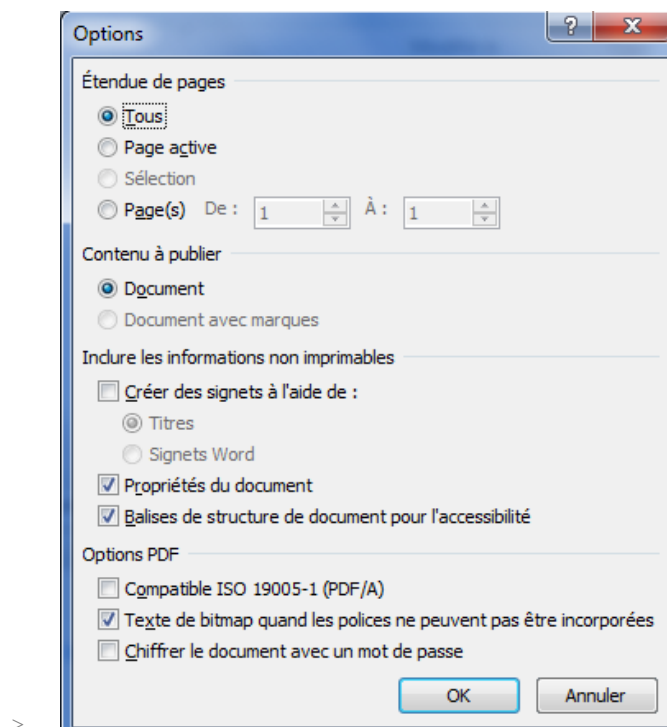 Options
Étendue de pages
Tous
Page active
Sélection
Page(s) De : 1 À : 1
Contenu à publier
Document
Document avec marques
Inclure les informations non imprimables
Créer des signets à l'aide de :
Titres
Signets Word
Propriétés du document
Balises de structure de document pour l'accessibilité
Options PDF
Compatible ISO 19005-1 (PDF/A)
Texte de bitmap quand les polices ne peuvent pas être incorporées
Chiffrer le document avec un mot de passe
OK Annuler
>